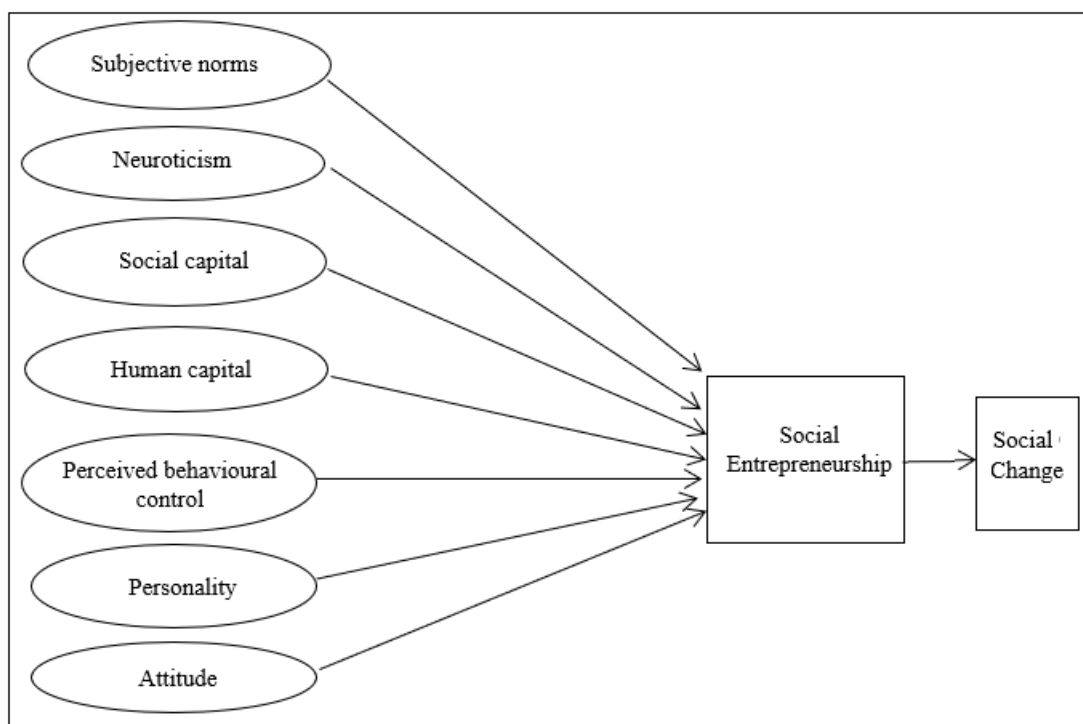 Subjective norms
Neuroticism
Social capital
Human capital
Perceived behavioural
control
Personality
Attitude
Social
Entrepreneurship
Social
Change